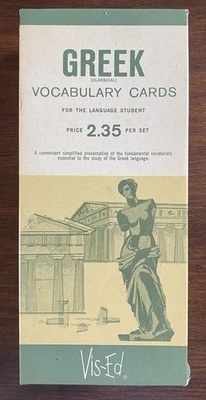 GREEK
(CLASSICAL)
VOCABULARY CARDS
FOR THE LANGUAGE STUDENT
PRICE 2.35 PER SET
A convenient simplified presentation of the fundamental vocabulary
essential to the study of the Greek language.
Vis-Ed®